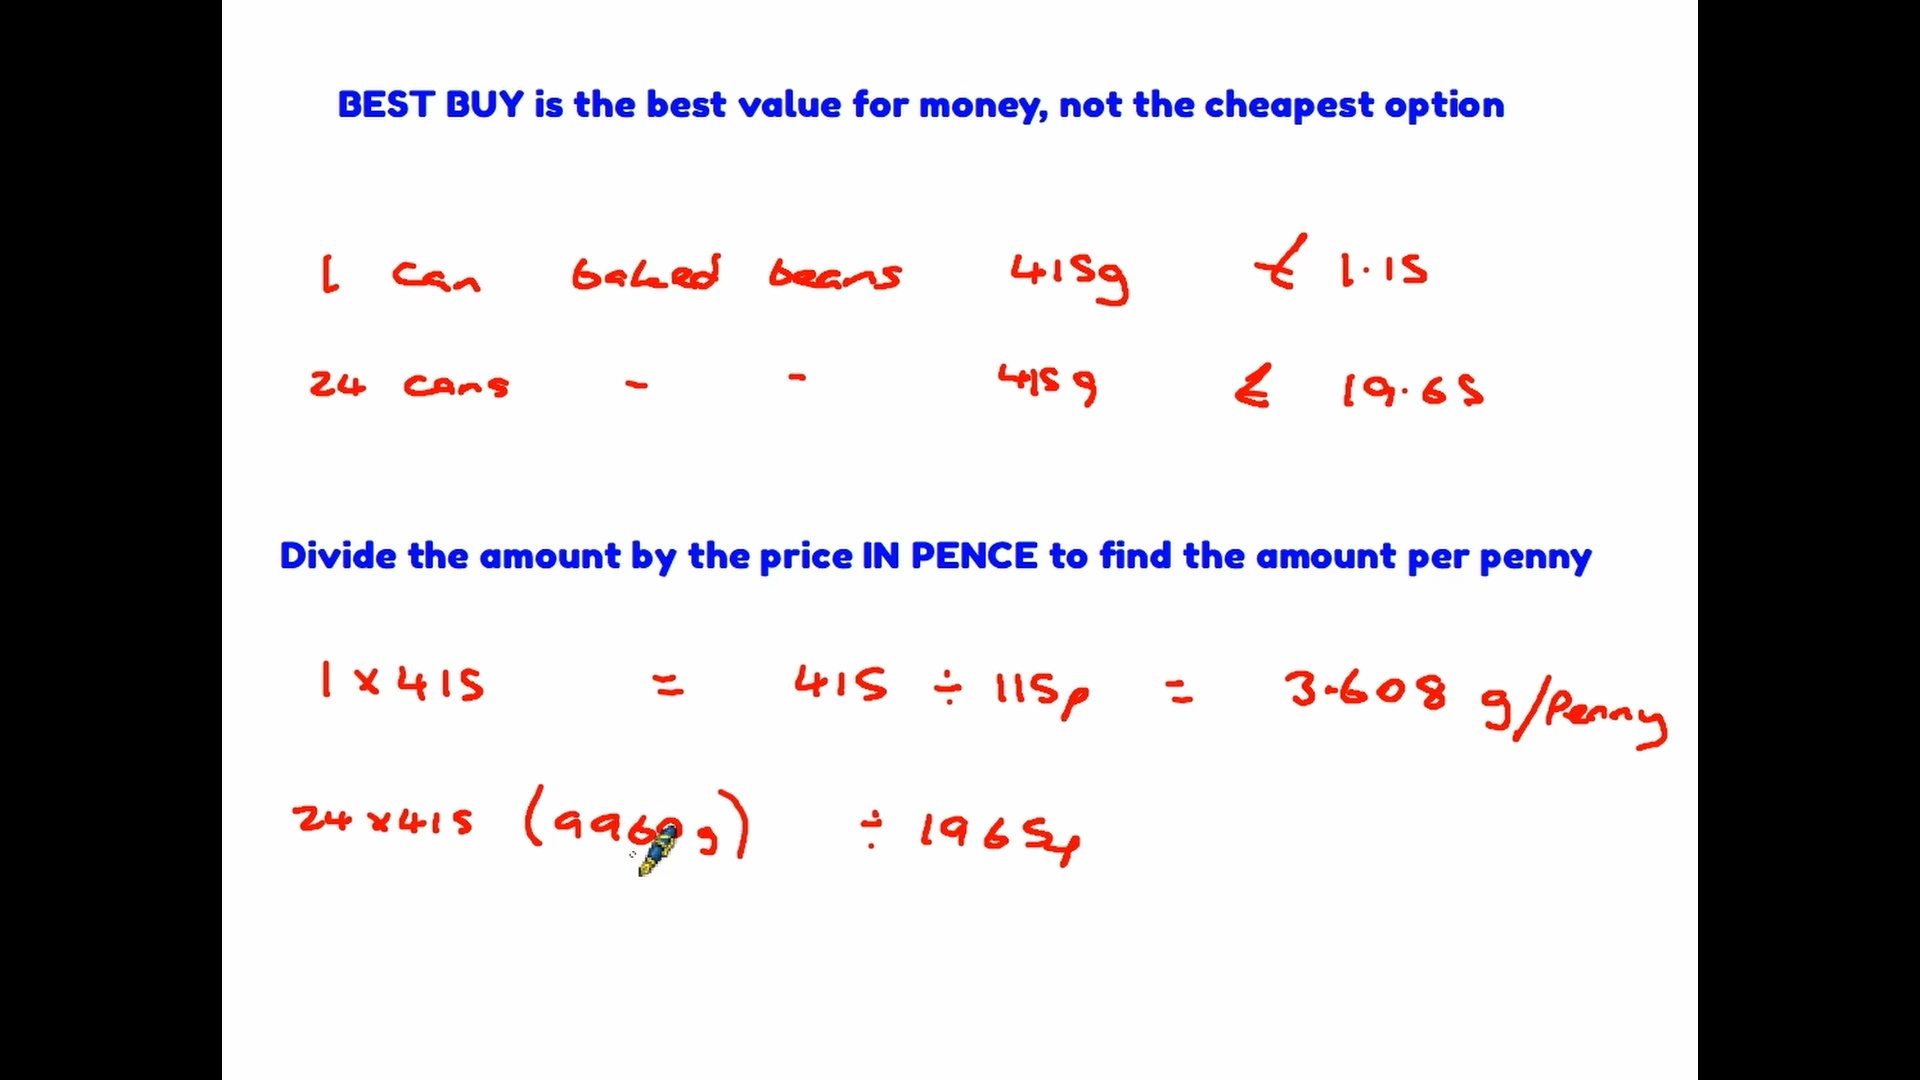 BEST BUY is the best value for money, not the cheapest option
1 can baked beans 415g £ 1.15
24 cans - - 415g £ 19.65
Divide the amount by the price IN PENCE to find the amount per penny
1 x 415 = 415 ÷ 115p = 3.608 g/Penny
24 x 415 (9960g) ÷ 1965p